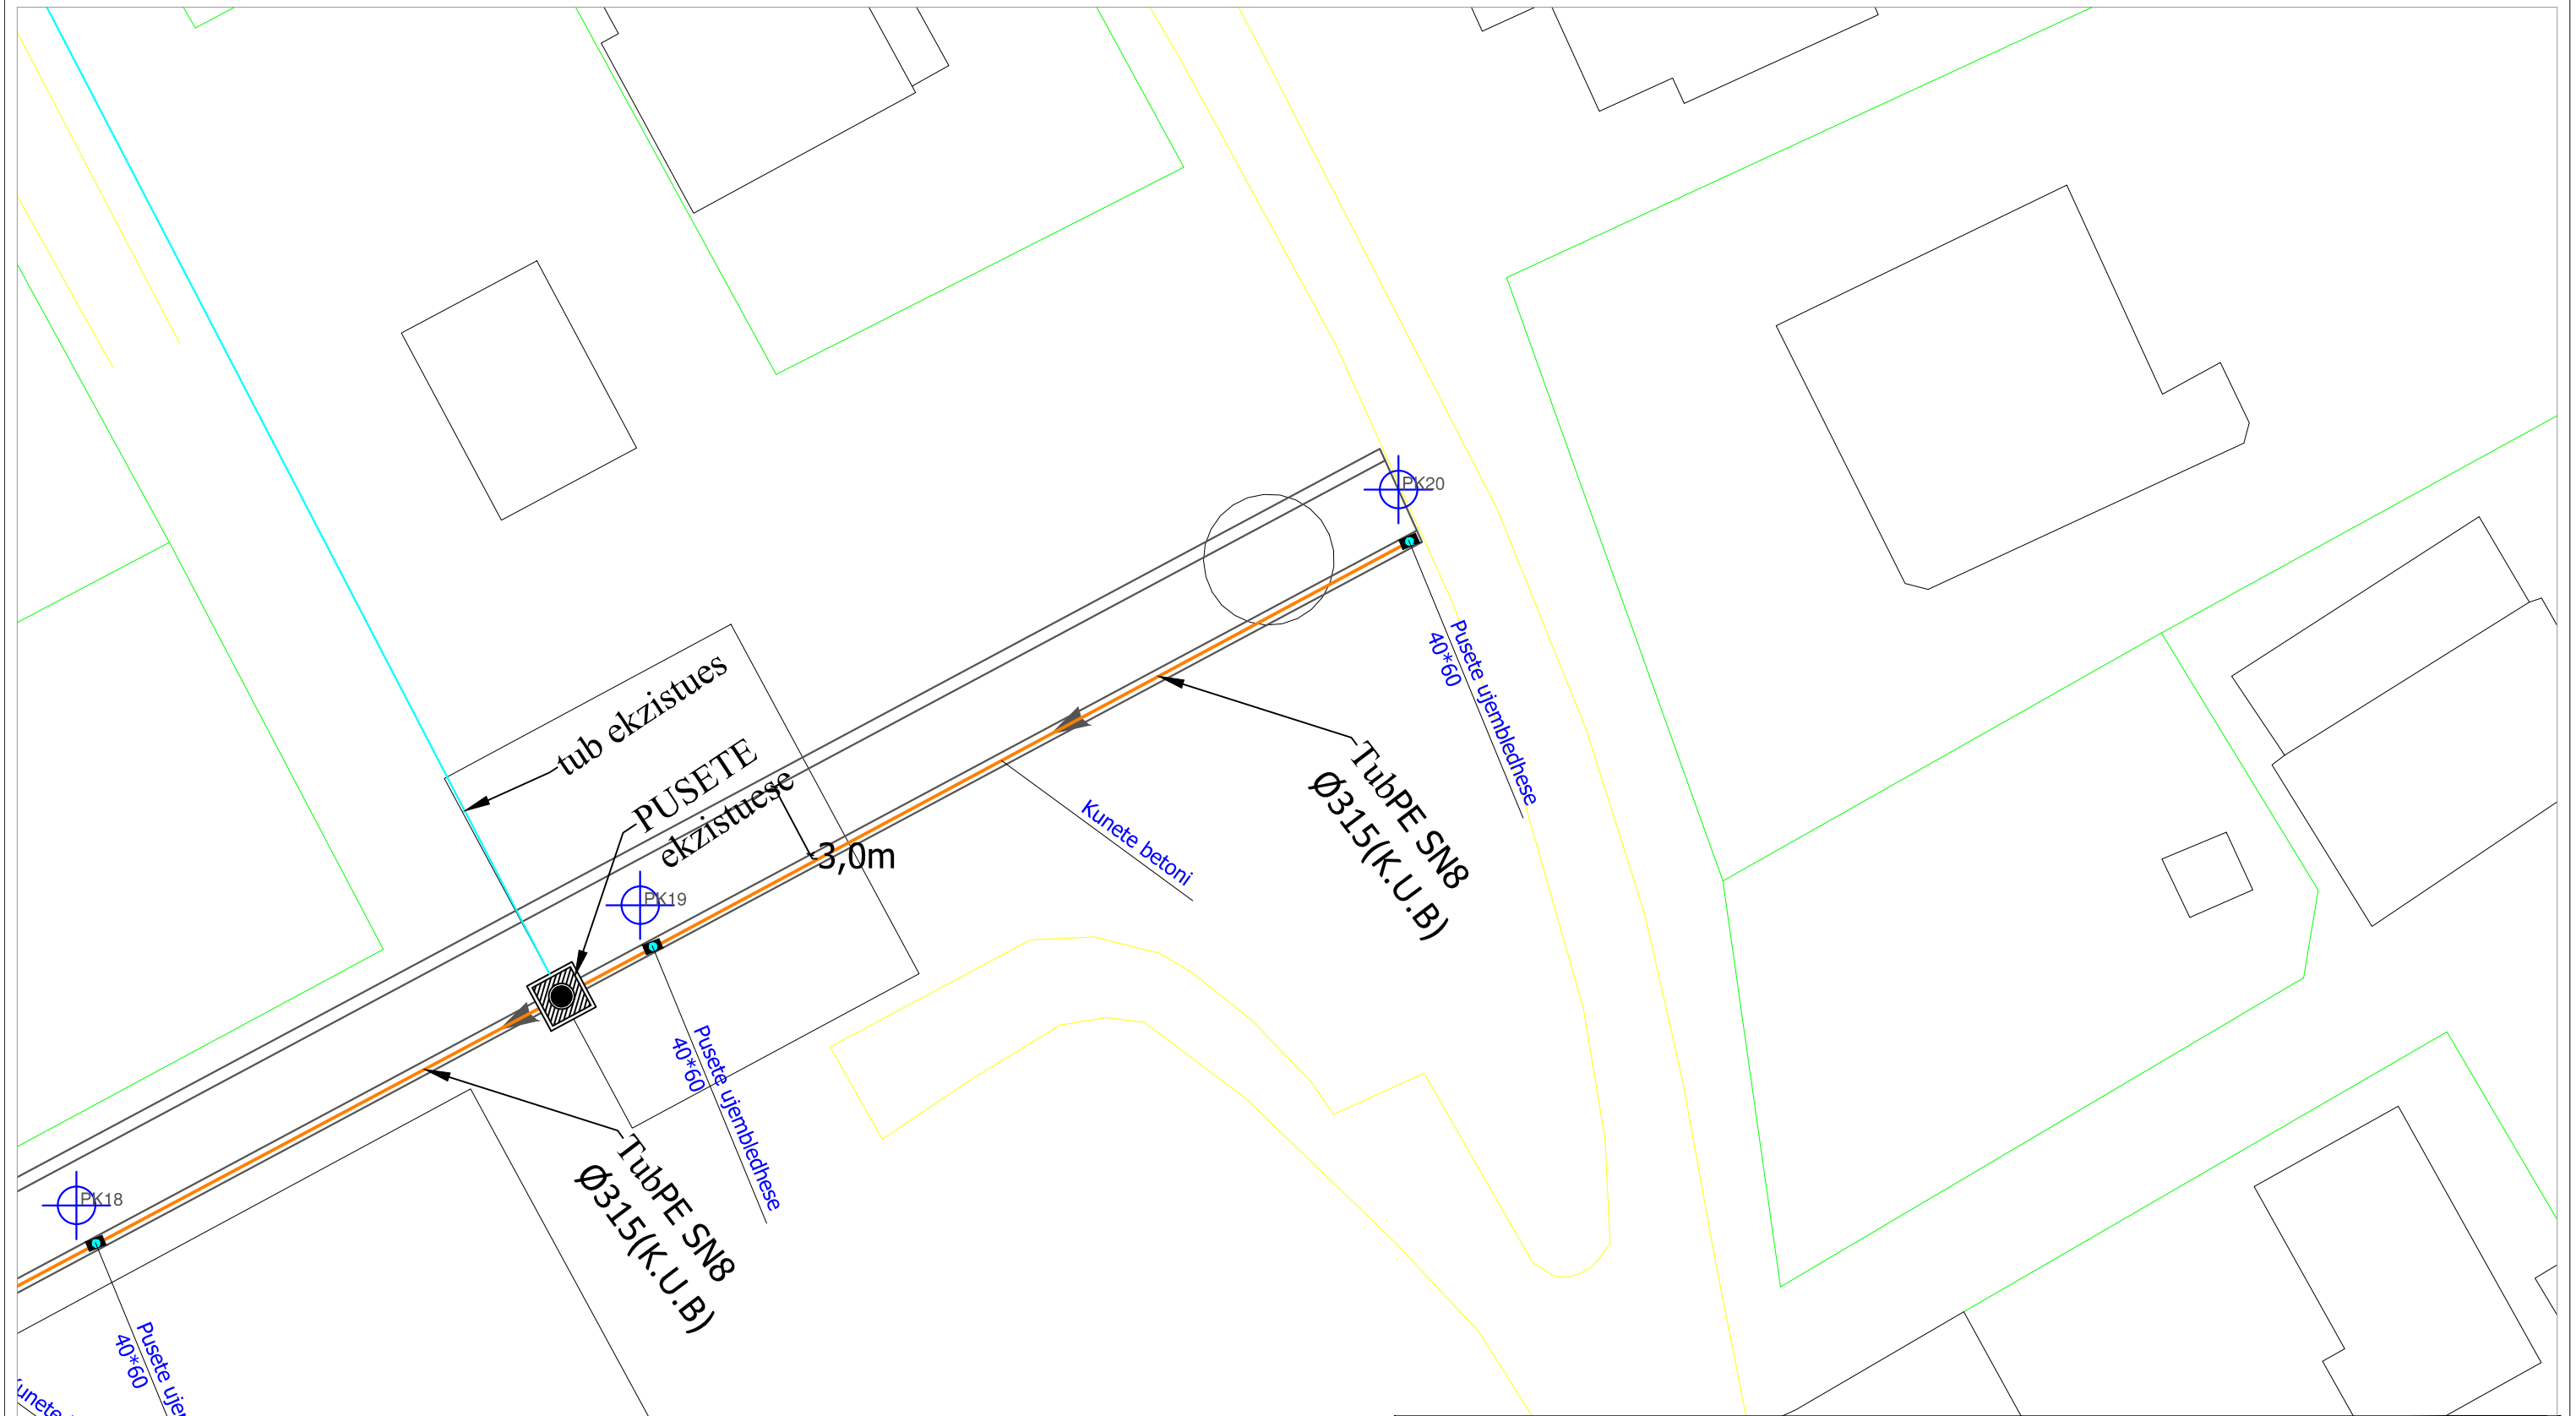 PK20
Pusete ujembledhese
40*60
tub ekzistues
PUSETE
ekzistuese
TubPE SN8
Ø315(K.U.B)
Kunete betoni
3,0m
PK19
Pusete ujembledhese
40*60
TubPE SN8
Ø315(K.U.B)
PK18
Pusete
40*60